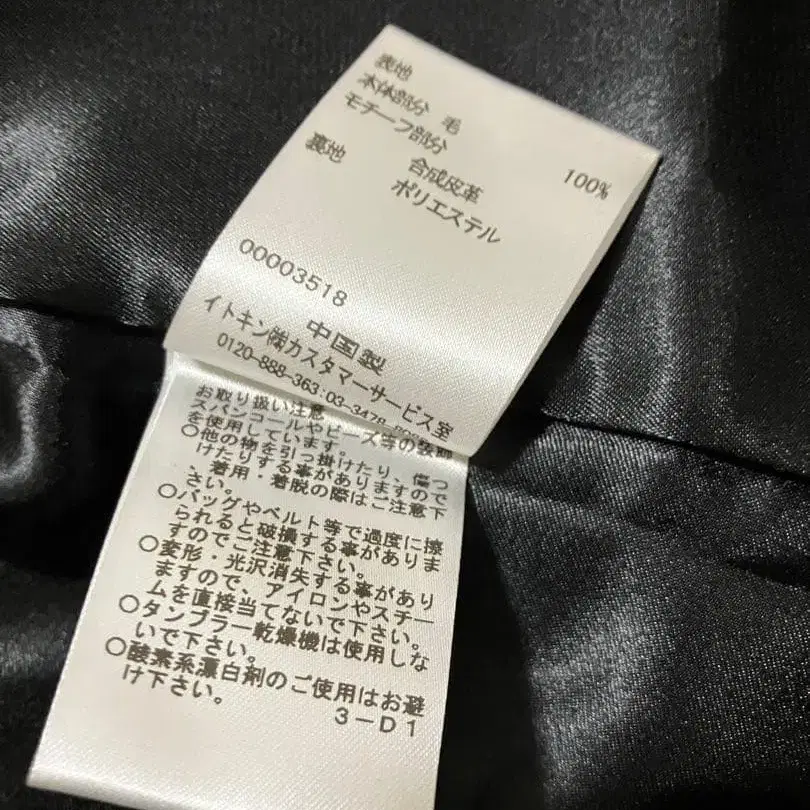 表地
本体部分 毛 100%
モチーフ部分
合成皮革
裏地 ポリエステル
00003518
中国製
イトキン㈱カスタマーサービス室
0120-888-363:03-3478-
お取り扱い注意
スパンコールやビーズ等の装飾
を使用しています。
○他の物を引っ掛けたり、傷つ
けたりする事がありますので
、着用・着脱の際はご注意下
さい。
○バッグやベルト等で過度に擦
られると破損する事がありま
すのでご注意下さい。
○変形・光沢消失する事があり
ますので、アイロンやスチー
ムを直接当てないで下さい。
○タンブラー乾燥機は使用しな
いで下さい。
○酸素系漂白剤のご使用はお避
け下さい。
3-D1